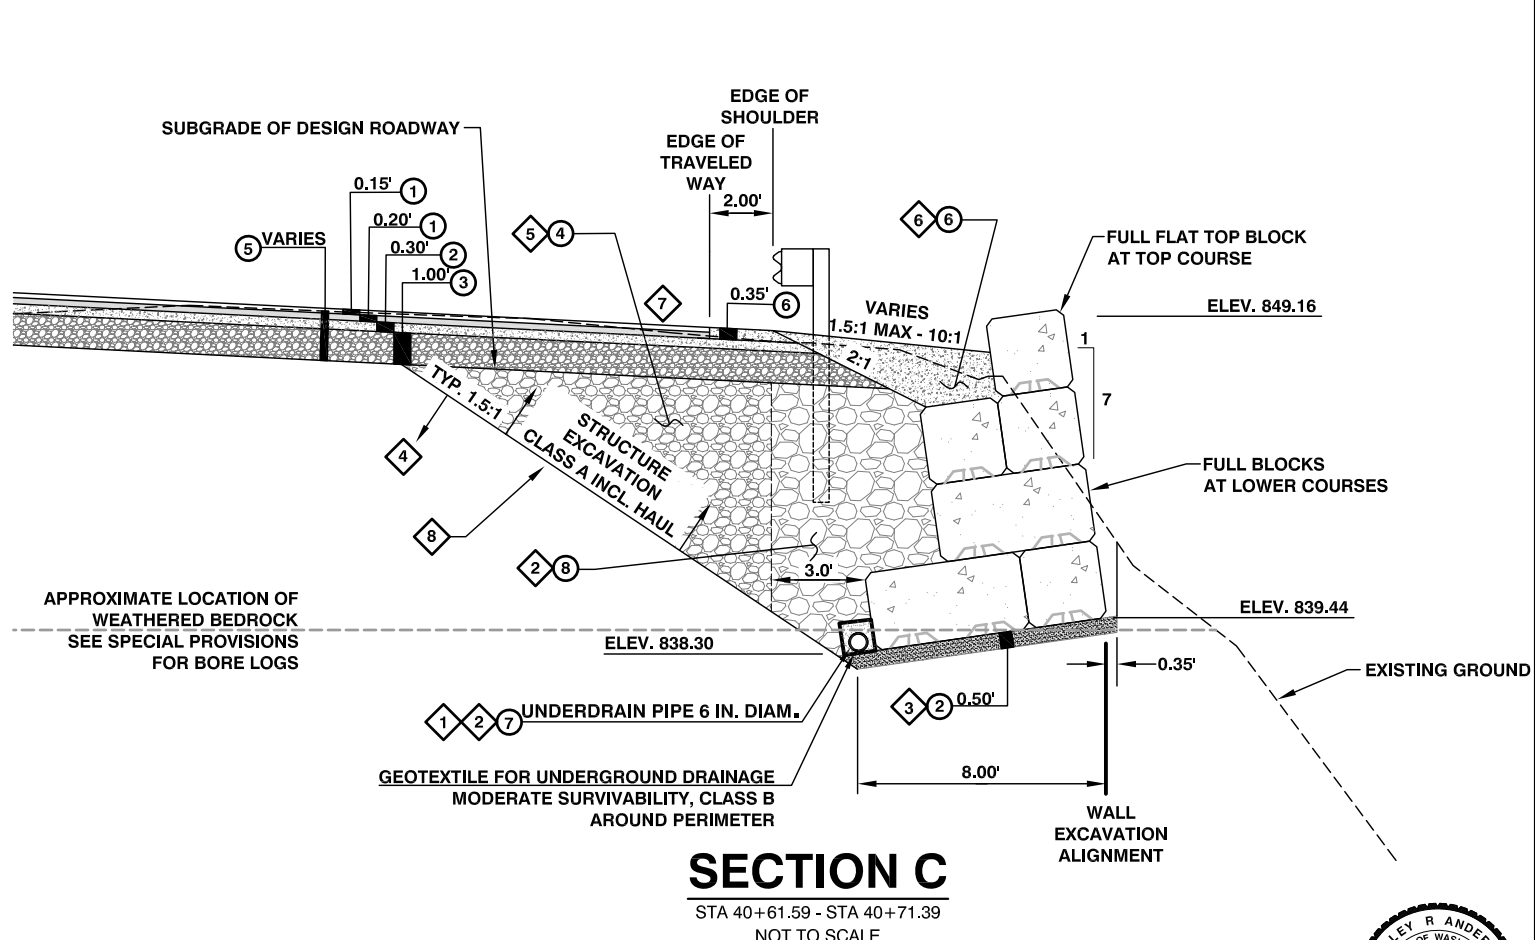 EDGE OF
SHOULDER
SUBGRADE OF DESIGN ROADWAY
EDGE OF
TRAVELED
WAY
2.00'
0.15' 1
0.20' 1
0.30' 2
1.00' 3
5 VARIES
5 4
6 6
FULL FLAT TOP BLOCK
AT TOP COURSE
7
0.35' 6
VARIES
1.5:1 MAX - 10:1
ELEV. 849.16
2:1
1
7
TYP. 1.5:1
4
STRUCTURE
EXCAVATION
CLASS A INCL. HAUL
FULL BLOCKS
AT LOWER COURSES
8
2 8
3.0'
APPROXIMATE LOCATION OF
WEATHERED BEDROCK
SEE SPECIAL PROVISIONS
FOR BORE LOGS
ELEV. 838.30
ELEV. 839.44
0.35'
EXISTING GROUND
3 2 0.50'
1 2 7 UNDERDRAIN PIPE 6 IN. DIAM.
GEOTEXTILE FOR UNDERGROUND DRAINAGE
MODERATE SURVIVABILITY, CLASS B
AROUND PERIMETER
8.00'
WALL
EXCAVATION
ALIGNMENT
SECTION C
STA 40+61.59 - STA 40+71.39
NOT TO SCALE
R